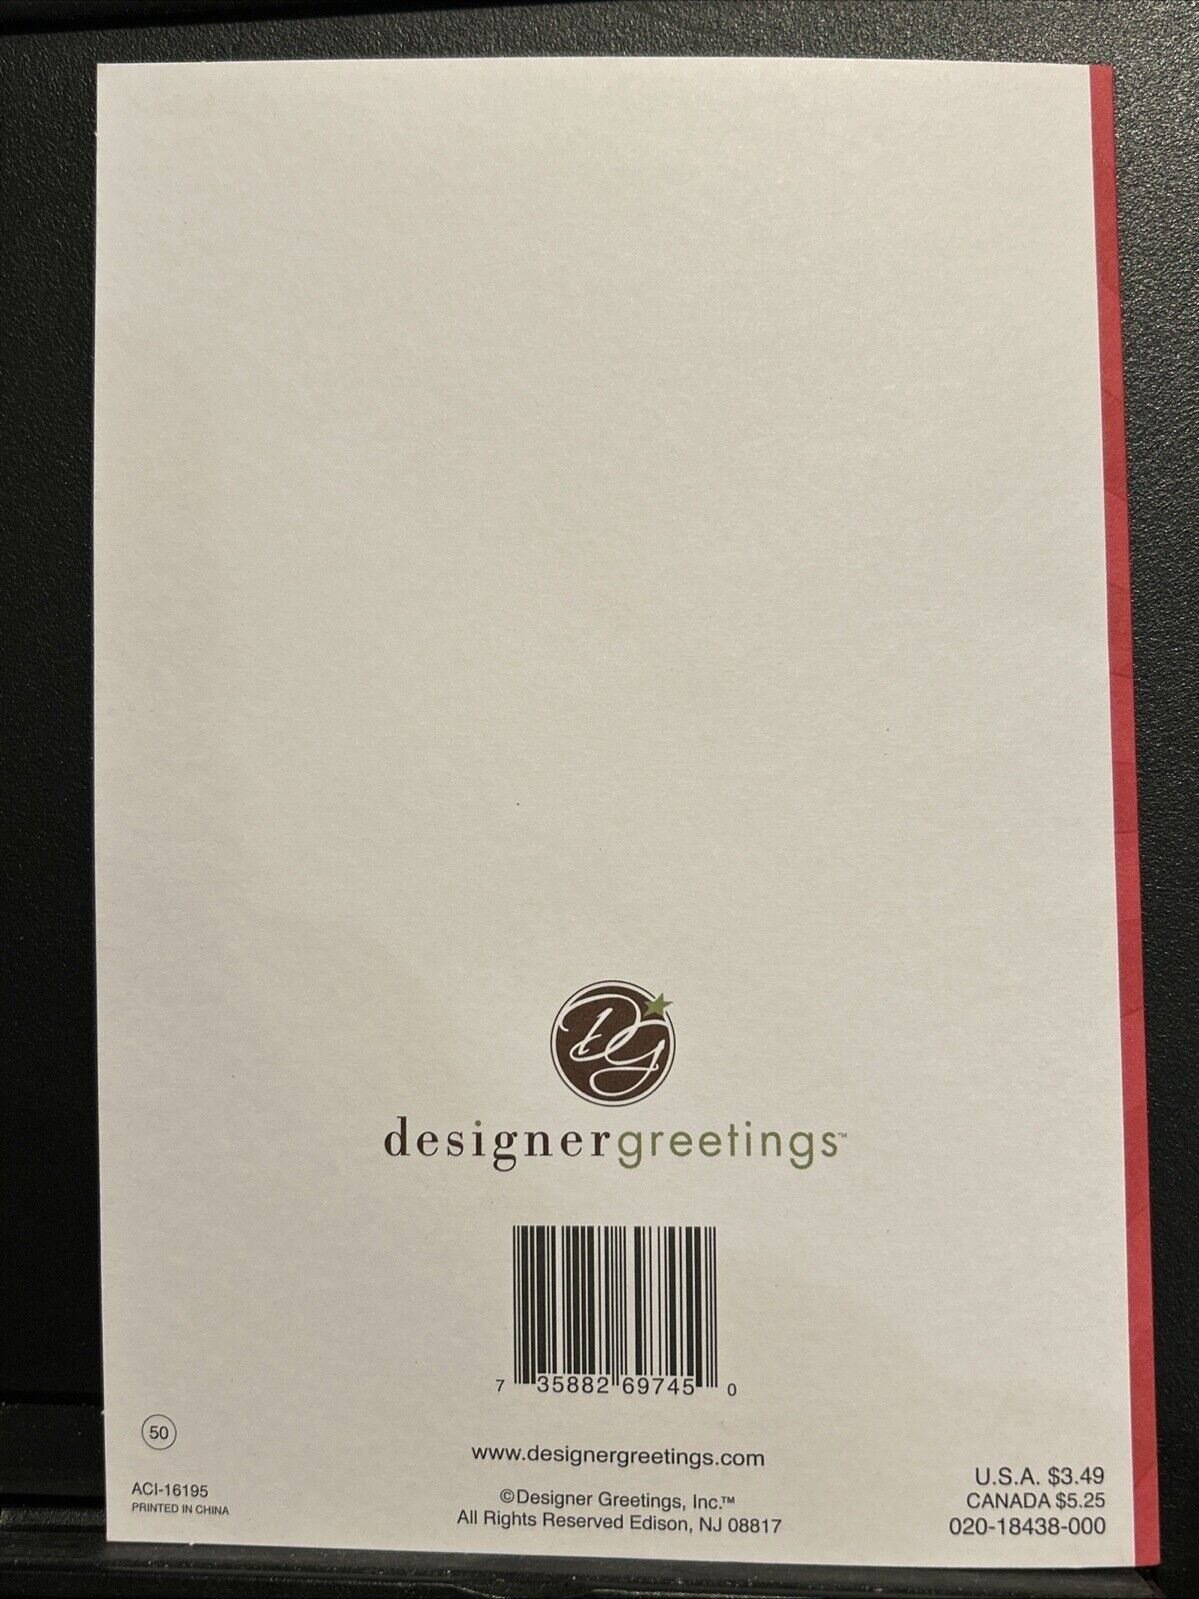 DG
designergreetings™
7 35882 69745 0
50
www.designergreetings.com
ACI-16195
PRINTED IN CHINA
©Designer Greetings, Inc.™
All Rights Reserved Edison, NJ 08817
U.S.A. $3.49
CANADA $5.25
020-18438-000